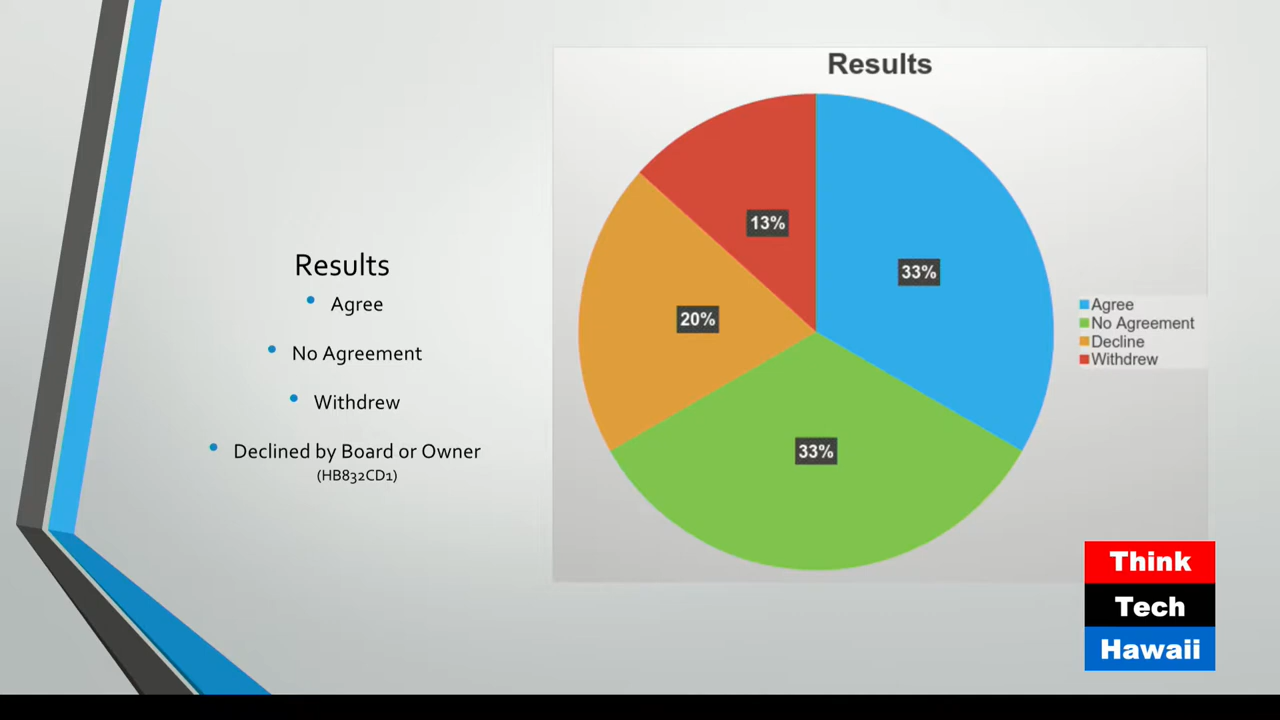 Results
Agree
No Agreement
Withdrew
Declined by Board or Owner
(HB832CD1)
Results
13%
33%
20%
33%
Agree
No Agreement
Decline
Withdrew
Think
Tech
Hawaii